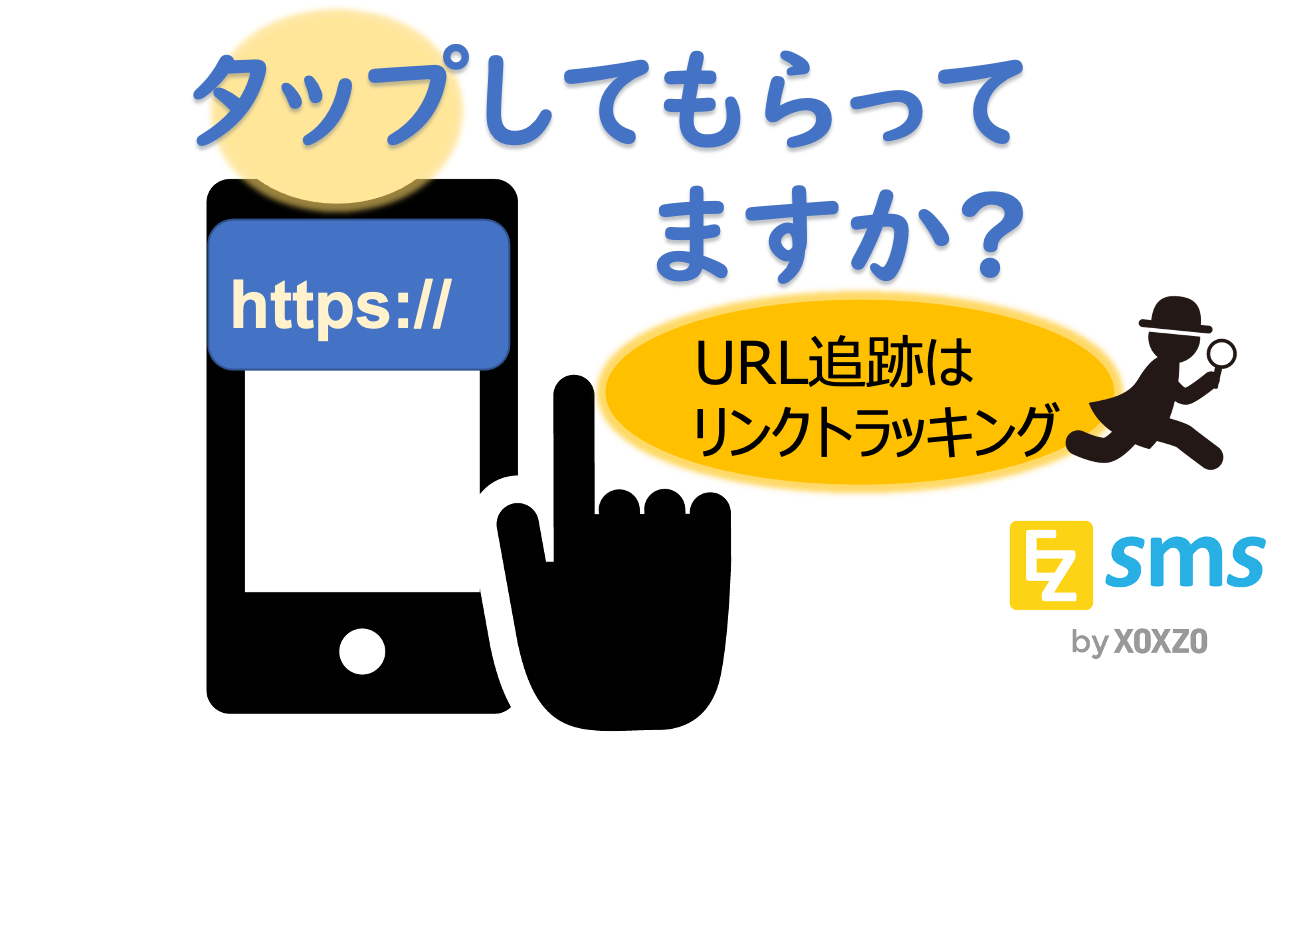 タップしてもらって
ますか?
https://
URL追跡は
リンクトラッキング
EZ sms
by XOXZO